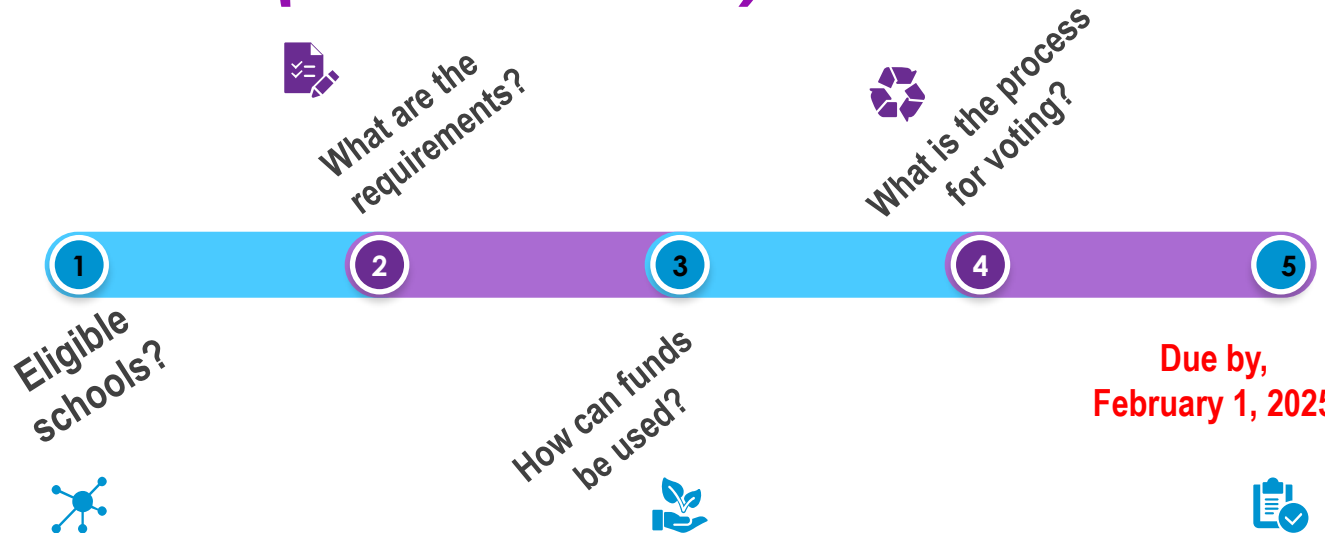 What are the
requirements?
What is the process
for voting?
1
2
3
4
5
Eligible
schools?
How can funds
be used?
Due by,
February 1, 2025